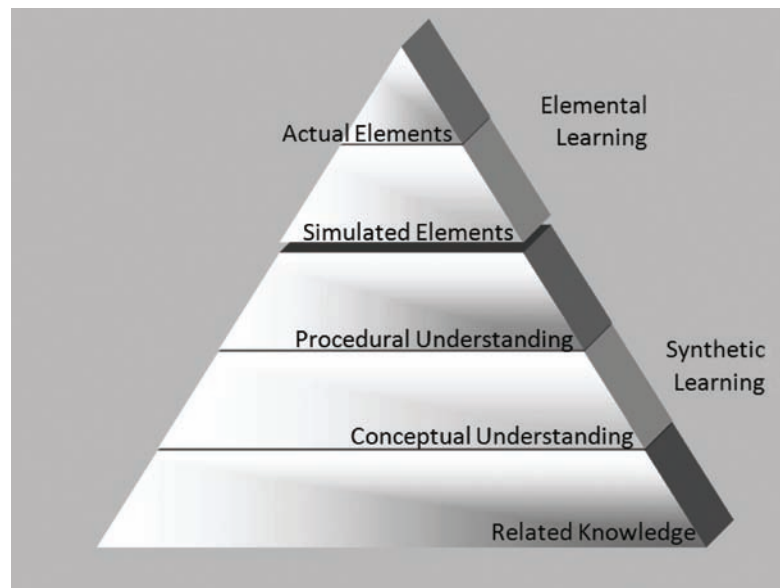 Elemental
Learning
Actual Elements
Simulated Elements
Procedural Understanding
Synthetic
Learning
Conceptual Understanding
Related Knowledge